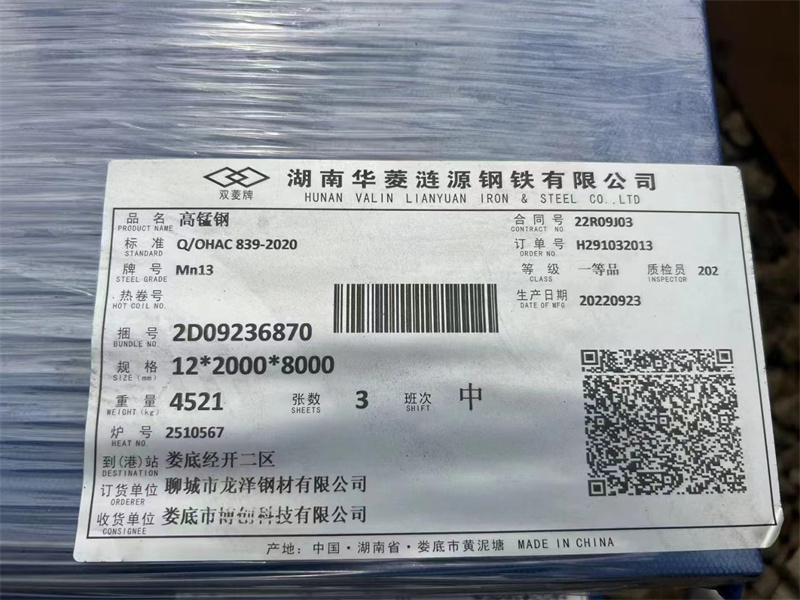 双菱牌
湖南华菱涟源钢铁有限公司
HUNAN VALIN LIANYUAN IRON & STEEL CO.,LTD
品名 高锰钢 合同号 22R09J03
PRODUCT NAME CONTRACT NO.
标准 Q/OHAC 839-2020 订单号 H291032013
STANDARD ORDER NO.
牌号 Mn13 等级 一等品 质检员 202
STEEL GRADE CLASS INSPECTOR
热卷号 生产日期 20220923
HOT COIL NO. DATE OF MFG
捆号 2D09236870
BUNDLE NO.
规格 12*2000*8000
SIZE(mm)
重量 4521 张数 3 班次 中
WEIGHT(kg) SHEETS SHIFT
炉号 2510567
HEAT NO.
到(港)站 娄底经开二区
DESTINATION
订货单位 聊城市龙洋钢材有限公司
ORDERER
收货单位 娄底市博创科技有限公司
CONSIGNEE
产地: 中国·湖南省·娄底市黄泥塘 MADE IN CHINA